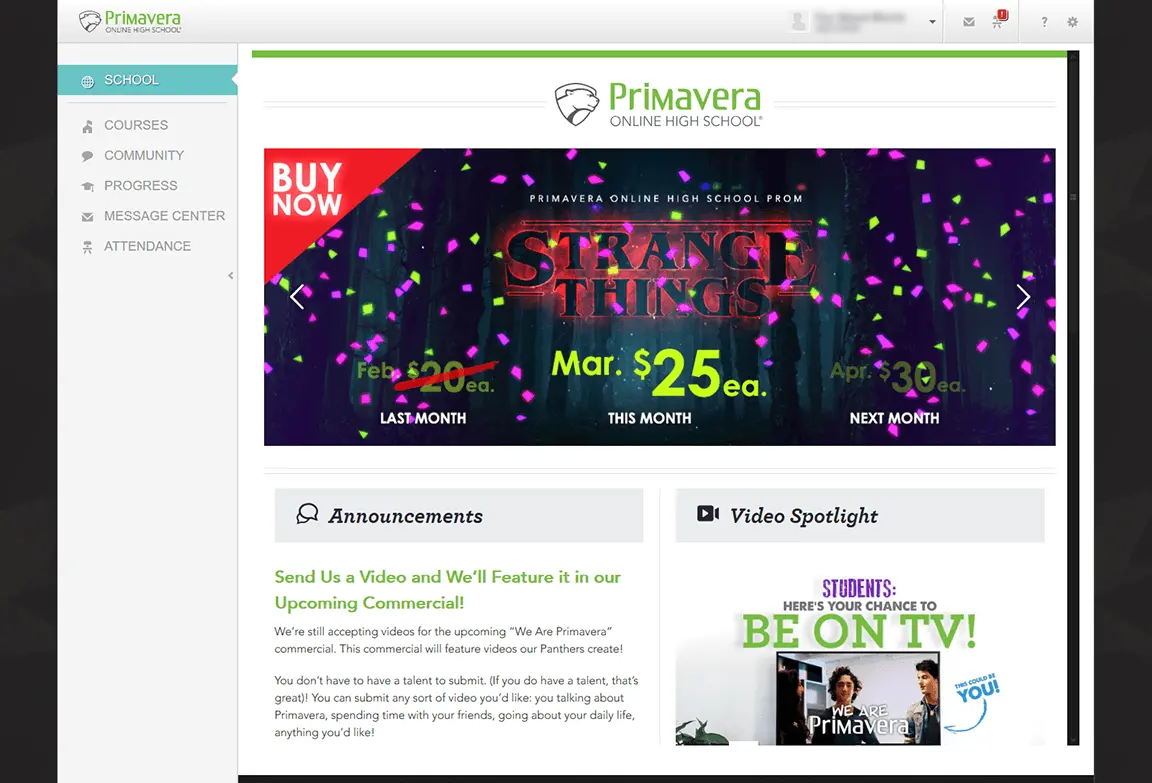 Primavera
ONLINE HIGH SCHOOL®
!
?
SCHOOL
COURSES
COMMUNITY
PROGRESS
MESSAGE CENTER
ATTENDANCE
Primavera
ONLINE HIGH SCHOOL®
BUY
NOW
PRIMAVERA ONLINE HIGH SCHOOL PROM
STRANGE
THINGS
Feb. $20ea.
LAST MONTH
Mar. $25ea.
THIS MONTH
Apr. $30ea.
NEXT MONTH
Announcements
Send Us a Video and We’ll Feature it in our
Upcoming Commercial!
We’re still accepting videos for the upcoming “We Are Primavera”
commercial. This commercial will feature videos our Panthers create!
You don’t have to have a talent to submit. (If you do have a talent, that’s
great)! You can submit any sort of video you’d like: you talking about
Primavera, spending time with your friends, going about your daily life,
anything you’d like!
Video Spotlight
STUDENTS:
HERE'S YOUR CHANCE TO
BE ON TV!
THIS COULD BE
YOU!
WE ARE
Primavera